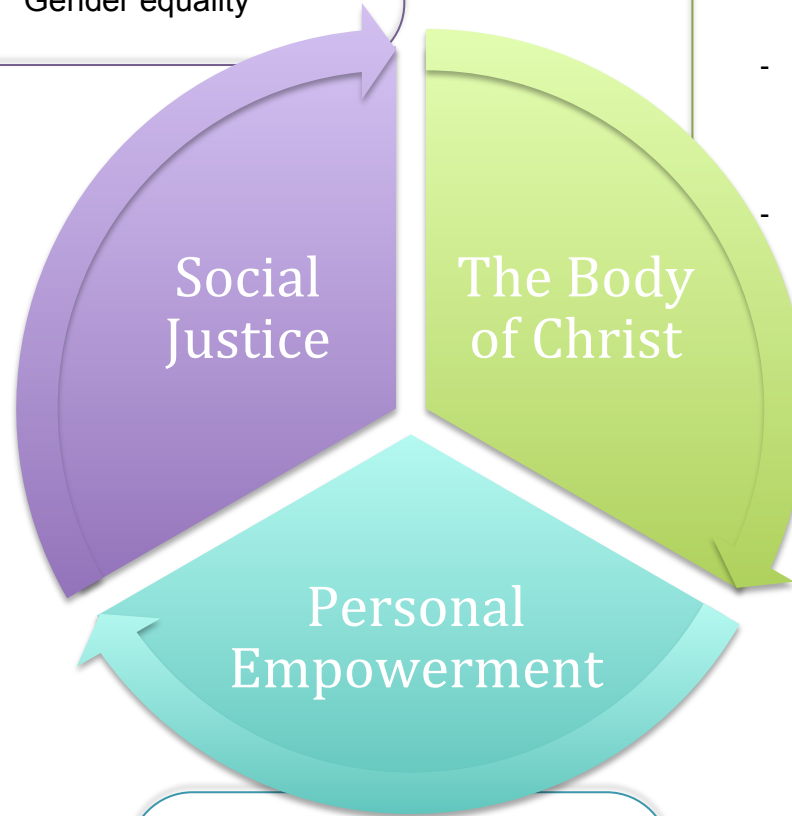 Gender equality
-
-
Social
Justice
The Body
of Christ
Personal
Empowerment